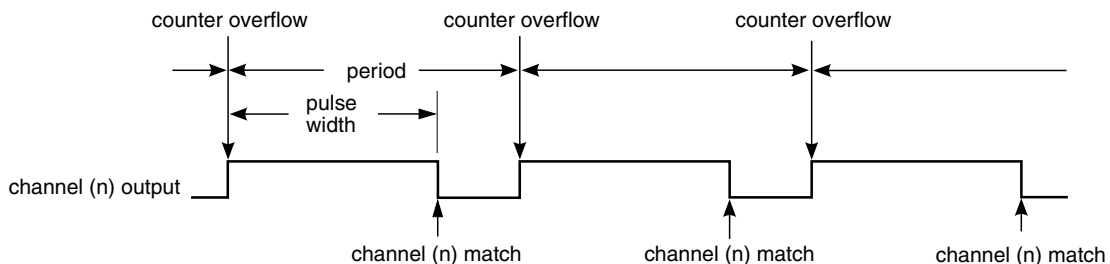 counter overflow counter overflow counter overflow
period
pulse
width
channel (n) output
channel (n) match channel (n) match channel (n) match